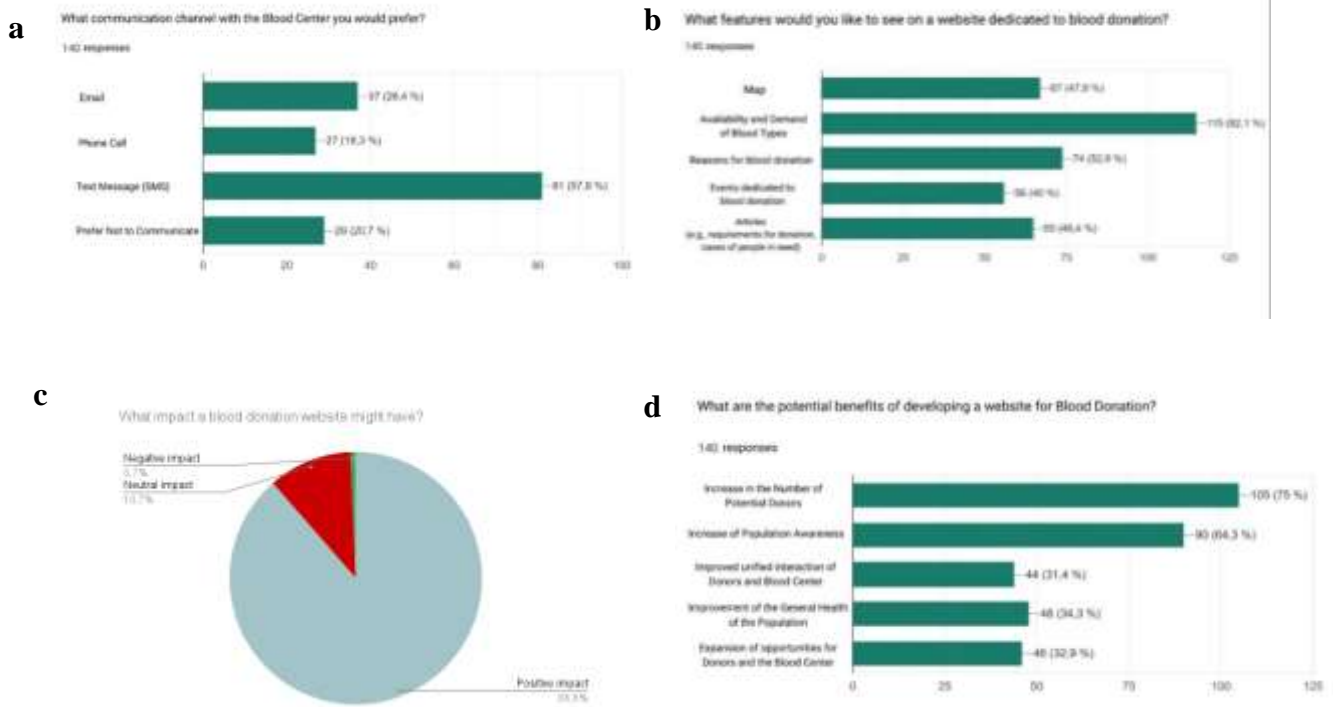 a
What communication channel with the Blood Center you would prefer?
140 responses
Email
37 (26,4 %)
Phone Call
27 (19,3 %)
Text Message (SMS)
81 (57,9 %)
Prefer Not to Communicate
29 (20,7 %)
0 20 40 60 80 100
b
What features would you like to see on a website dedicated to blood donation?
140 responses
Map
67 (47,9 %)
Availability and Demand
of Blood Types
115 (82,1 %)
Reasons for blood donation
74 (52,9 %)
Events dedicated to
blood donation
56 (40 %)
Articles
(e.g., requirements for donation,
cases of people in need)
65 (46,4 %)
0 25 50 75 100 125
c
What impact a blood donation website might have?
Negative impact
0,7%
Neutral impact
10,7%
Positive impact
d
What are the potential benefits of developing a website for Blood Donation?
140 responses
Increase in the Number of
Potential Donors
105 (75 %)
Increase of Population Awareness
90 (64,3 %)
Improved unified interaction of
Donors and Blood Center
44 (31,4 %)
Improvement of the General Health
of the Population
48 (34,3 %)
Expansion of opportunities for
Donors and the Blood Center
46 (32,9 %)
0 25 50 75 100 125